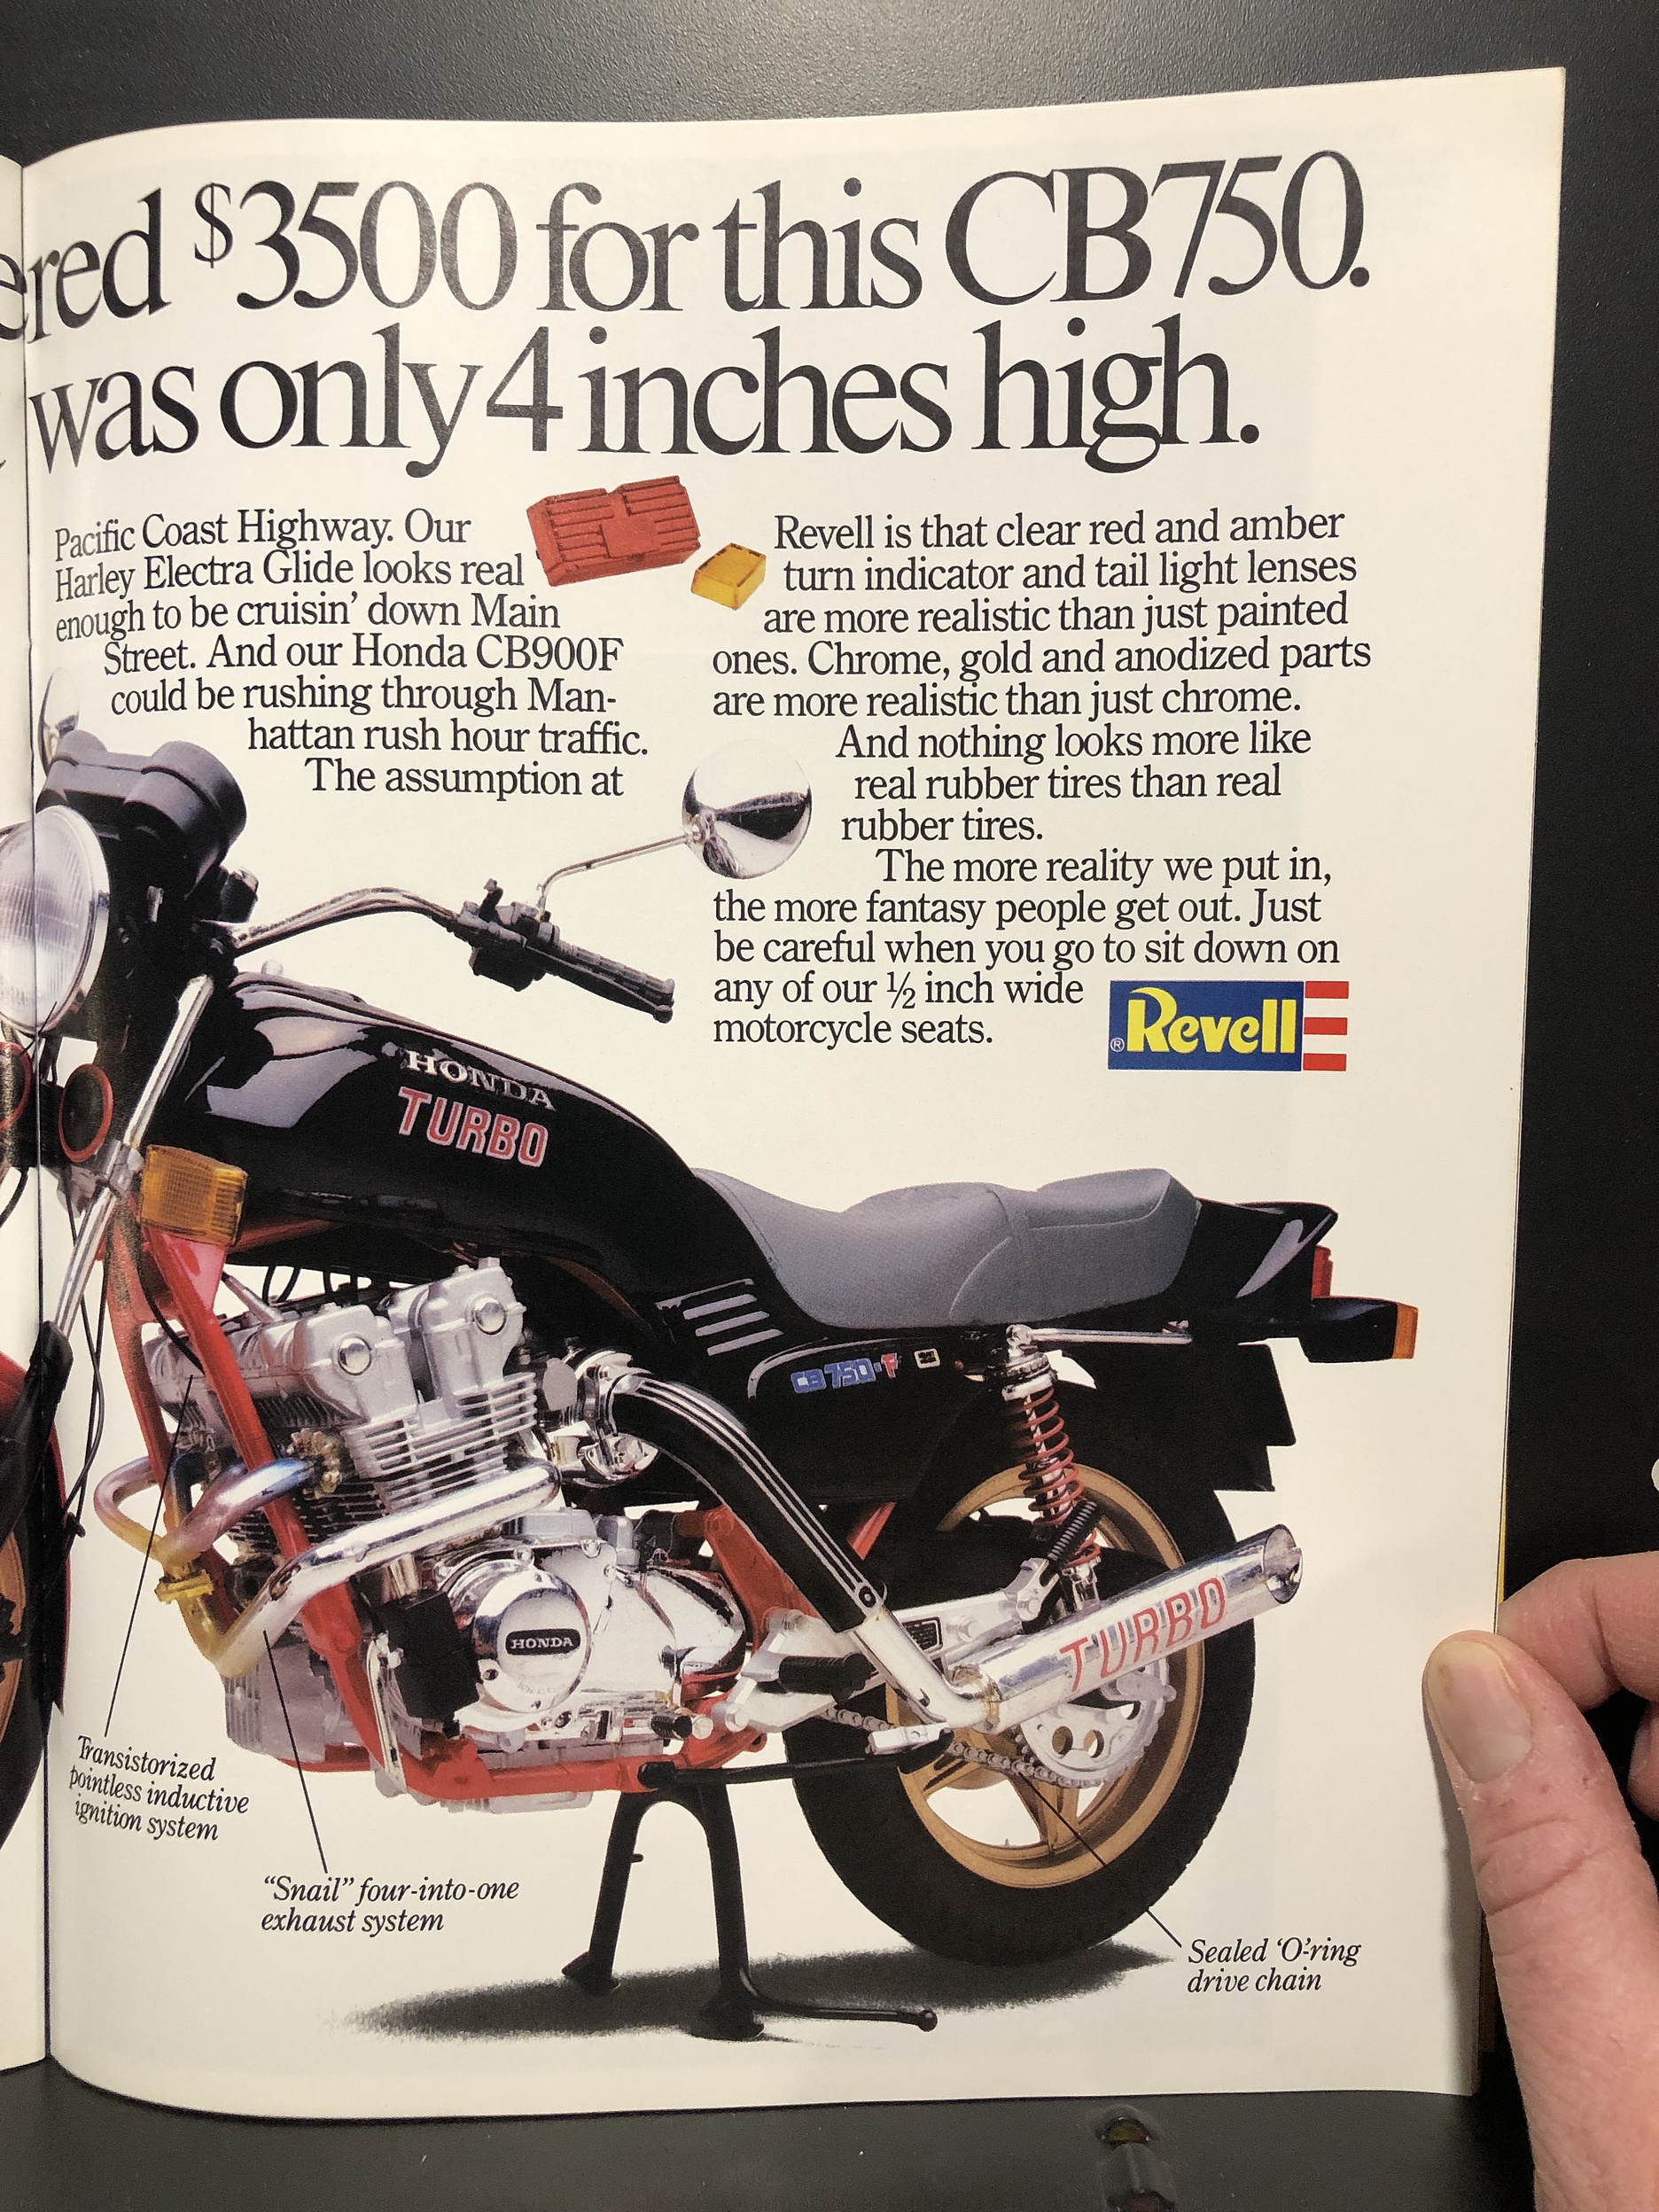 ered $3500 for this CB750.
was only 4 inches high.
Pacific Coast Highway. Our
Harley Electra Glide looks real
enough to be cruisin' down Main
Street. And our Honda CB900F
could be rushing through Man-
hattan rush hour traffic.
The assumption at
Revell is that clear red and amber
turn indicator and tail light lenses
are more realistic than just painted
ones. Chrome, gold and anodized parts
are more realistic than just chrome.
And nothing looks more like
real rubber tires than real
rubber tires.
The more reality we put in,
the more fantasy people get out. Just
be careful when you go to sit down on
any of our ½ inch wide
motorcycle seats.
® Revell
HONDA
TURBO
CB 750·F
HONDA
TURBO
Transistorized
pointless inductive
ignition system
"Snail" four-into-one
exhaust system
Sealed 'O'-ring
drive chain